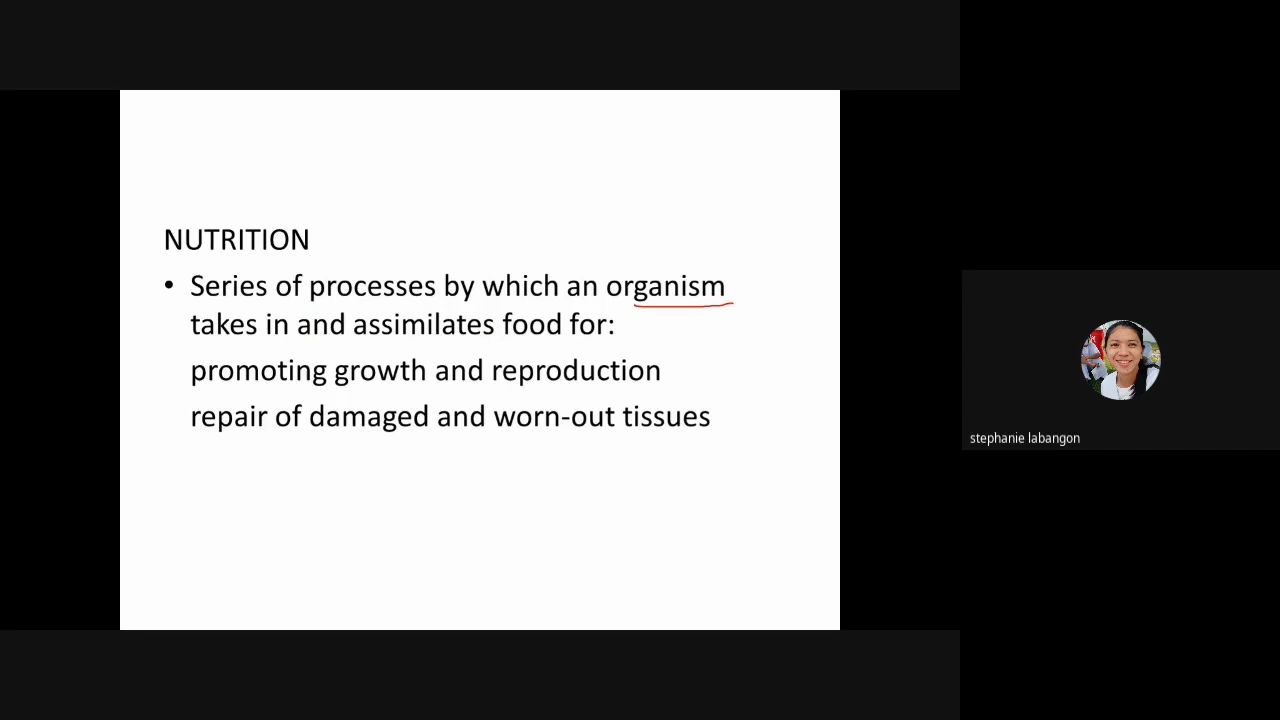 NUTRITION
• Series of processes by which an organism
takes in and assimilates food for:
promoting growth and reproduction
repair of damaged and worn-out tissues
stephanie labangon